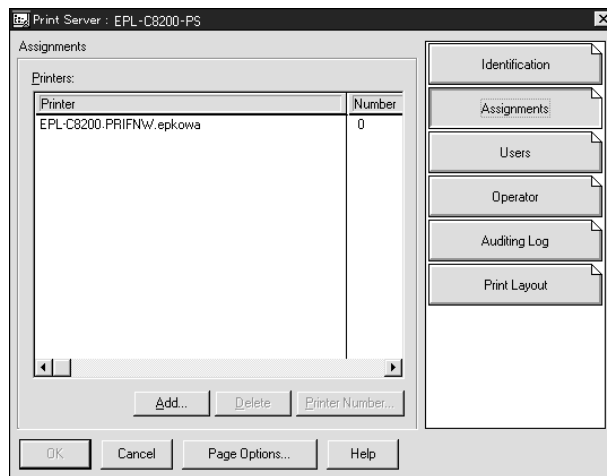 Print Server : EPL-C8200-PS
Assignments
Printers:
Printer Number
EPL-C8200.PRIFNW.epkowa 0
Add... Delete Printer Number...
OK Cancel Page Options... Help
Identification
Assignments
Users
Operator
Auditing Log
Print Layout